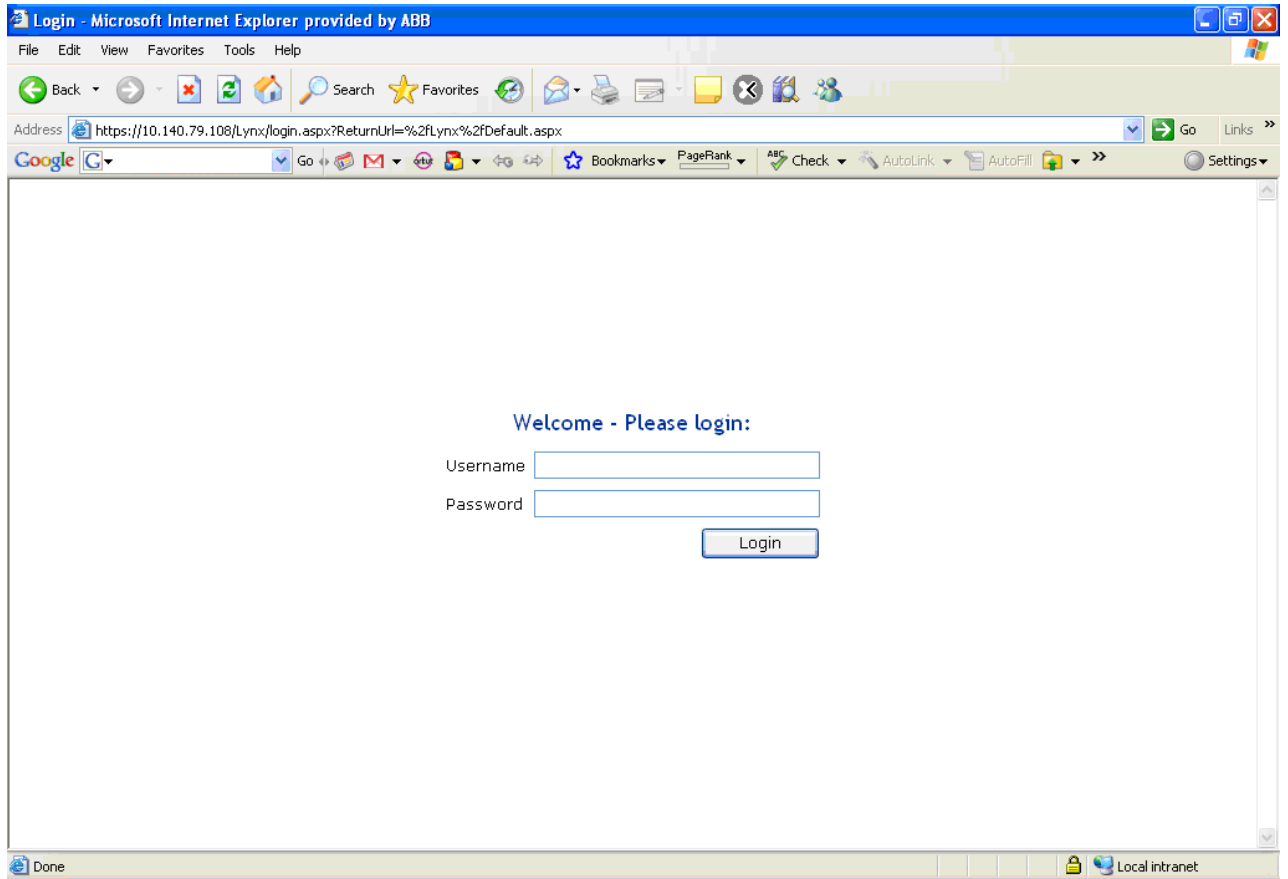 Login - Microsoft Internet Explorer provided by ABB
File Edit View Favorites Tools Help
Back Search Favorites
Address https://10.140.79.108/Lynx/login.aspx?ReturnUrl=%2fLynx%2fDefault.aspx Go Links »
Google G Go Bookmarks PageRank ABC Check AutoLink AutoFill » Settings
Welcome - Please login:
Username
Password
Login
Done Local intranet